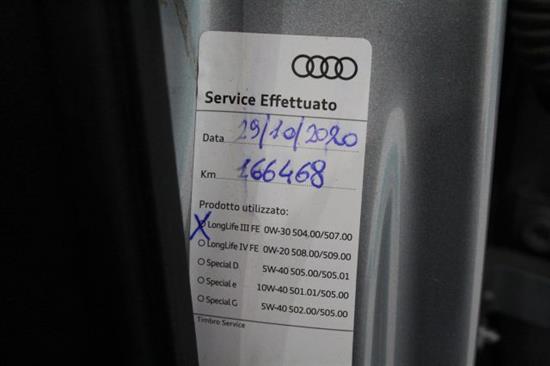 Service Effettuato
Data 29/10/2020
Km 166468
Prodotto utilizzato:
LongLife III FE 0W-30 504.00/507.00
LongLife IV FE 0W-20 508.00/509.00
Special D 5W-40 505.00/505.01
Special e 10W-40 501.01/505.00
Special G 5W-40 502.00/505.00
Timbro Service